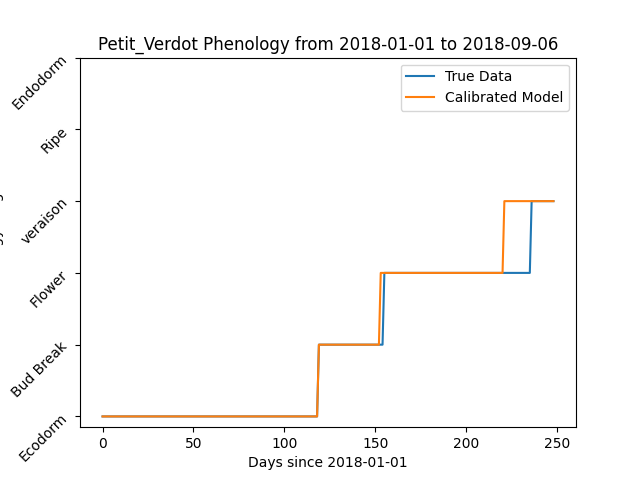 Petit_Verdot Phenology from 2018-01-01 to 2018-09-06
True Data
Calibrated Model
Endodorm
Ripe
veraison
Flower
Bud Break
Ecodorm
0 50 100 150 200 250
Days since 2018-01-01